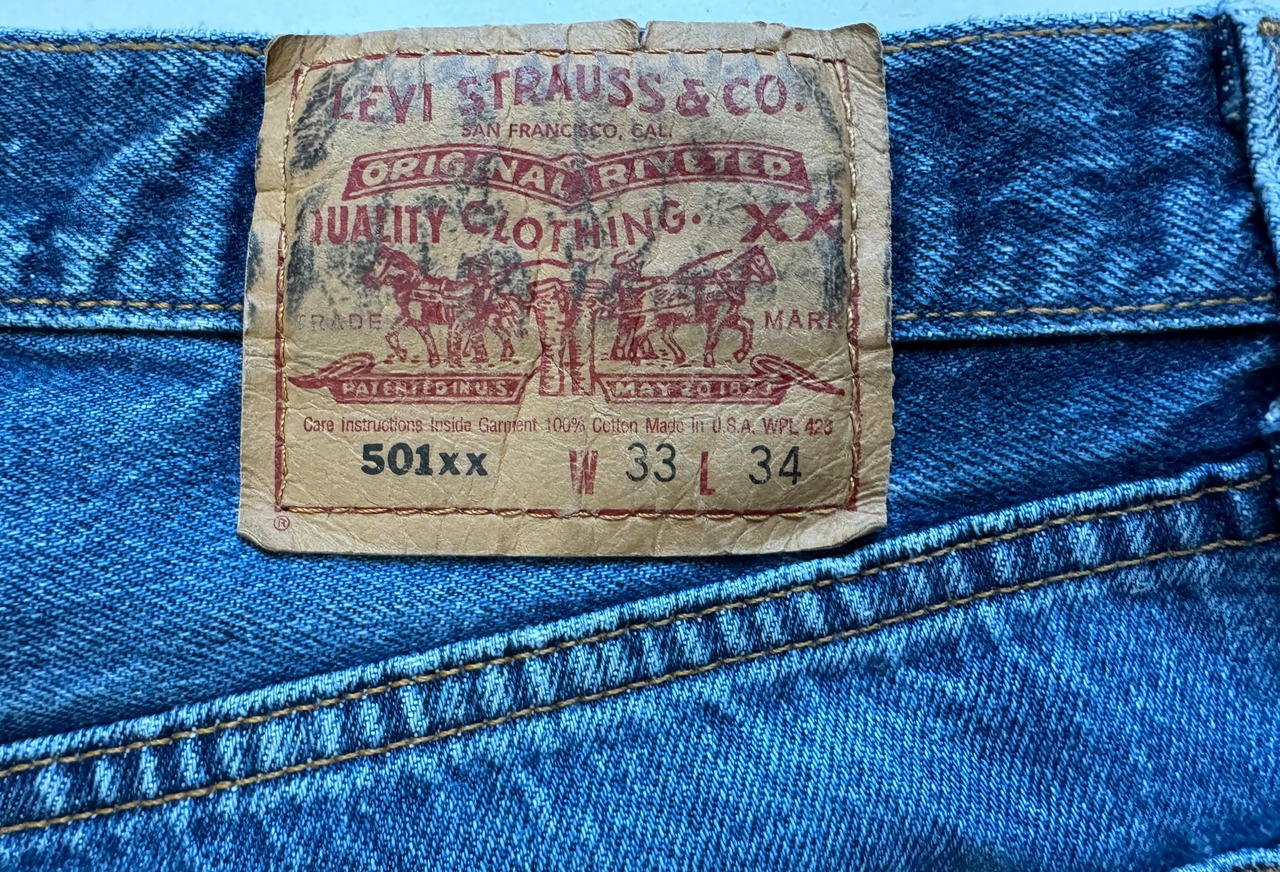 LEVI STRAUSS & CO.
SAN FRANCISCO, CAL.
ORIGINAL RIVETED
QUALITY CLOTHING. XX
TRADE MARK
PATENTED IN U.S. MAY 20 1873
Care Instructions Inside Garment 100% Cotton Made in U.S.A. WPL 423
501xx W 33 L 34
®